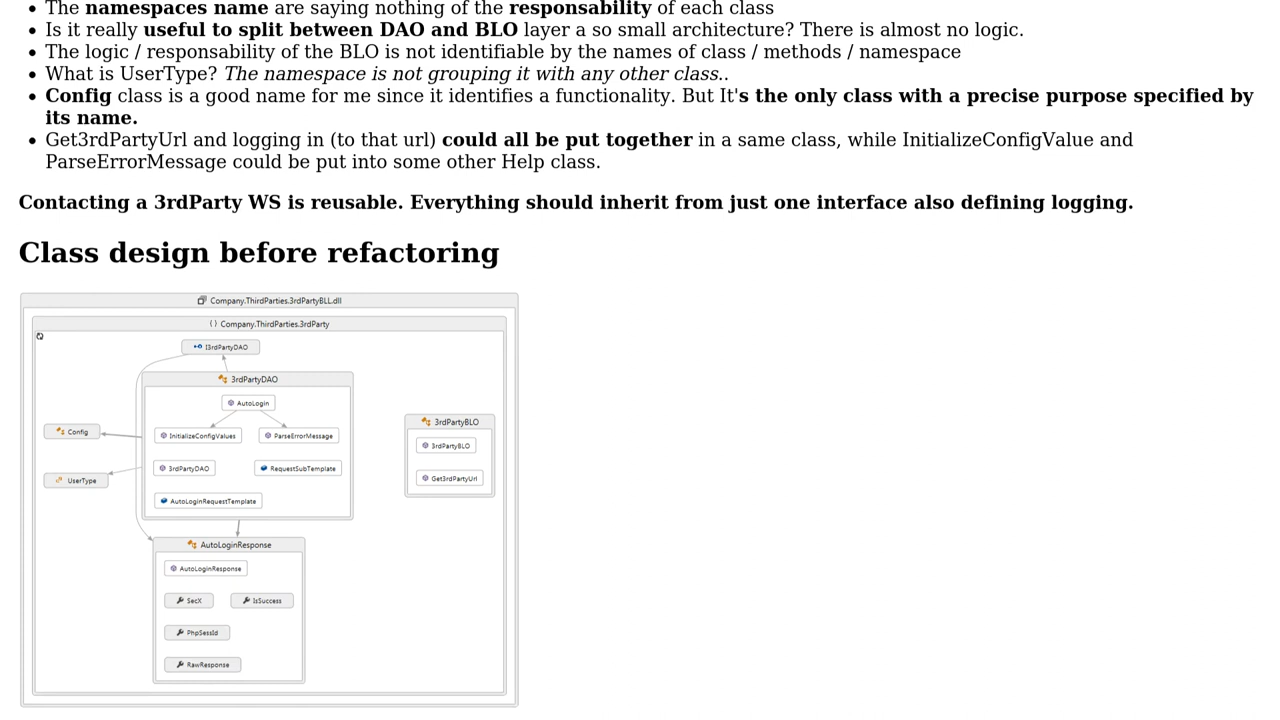 The namespaces name are saying nothing of the responsability of each class
Is it really useful to split between DAO and BLO layer a so small architecture? There is almost no logic.
The logic / responsability of the BLO is not identifiable by the names of class / methods / namespace
What is UserType? The namespace is not grouping it with any other class..
Config class is a good name for me since it identifies a functionality. But It's the only class with a precise purpose specified by
its name.
Get3rdPartyUrl and logging in (to that url) could all be put together in a same class, while InitializeConfigValue and
ParseErrorMessage could be put into some other Help class.
Contacting a 3rdParty WS is reusable. Everything should inherit from just one interface also defining logging.
Class design before refactoring
Company.ThirdParties.3rdPartyBLL.dll
() Company.ThirdParties.3rdParty
I3rdPartyDAO
3rdPartyDAO
AutoLogin
InitializeConfigValues
ParseErrorMessage
3rdPartyDAO
RequestSubTemplate
AutoLoginRequestTemplate
Config
UserType
3rdPartyBLO
3rdPartyBLO
Get3rdPartyUrl
AutoLoginResponse
AutoLoginResponse
SecX
IsSuccess
PhpSessId
RawResponse